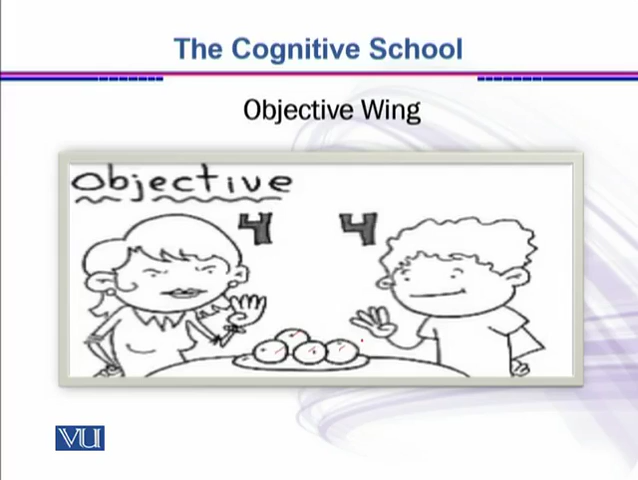 The Cognitive School
Objective Wing
Objective
4 4
VU